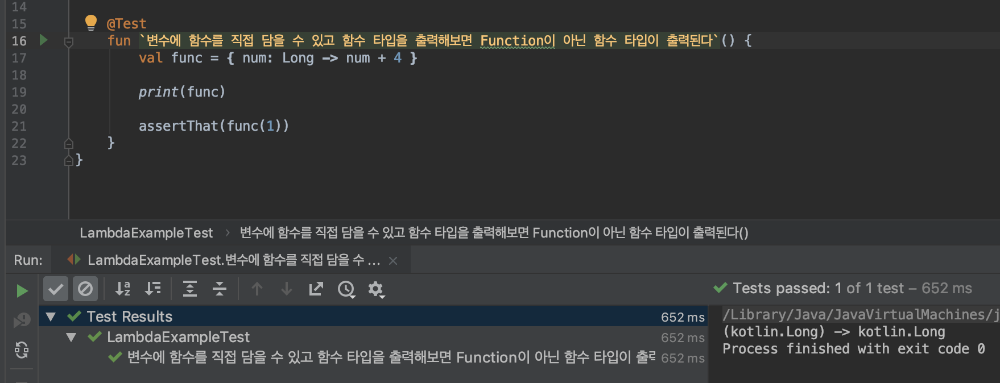 14
15 @Test
16 fun `변수에 함수를 직접 담을 수 있고 함수 타입을 출력해보면 Function이 아닌 함수 타입이 출력된다`() {
17 val func = { num: Long -> num + 4 }
18
19 print(func)
20
21 assertThat(func(1))
22 }
23 }
LambdaExampleTest › 변수에 함수를 직접 담을 수 있고 함수 타입을 출력해보면 Function이 아닌 함수 타입이 출력된다()
Run: LambdaExampleTest.변수에 함수를 직접 담을 수 ... ×
Tests passed: 1 of 1 test – 652 ms
Test Results 652 ms
LambdaExampleTest 652 ms
변수에 함수를 직접 담을 수 있고 함수 타입을 출력해보면 Function이 아닌 함수 타입이 출력 652 ms
/Library/Java/JavaVirtualMachines/j
(kotlin.Long) -> kotlin.Long
Process finished with exit code 0